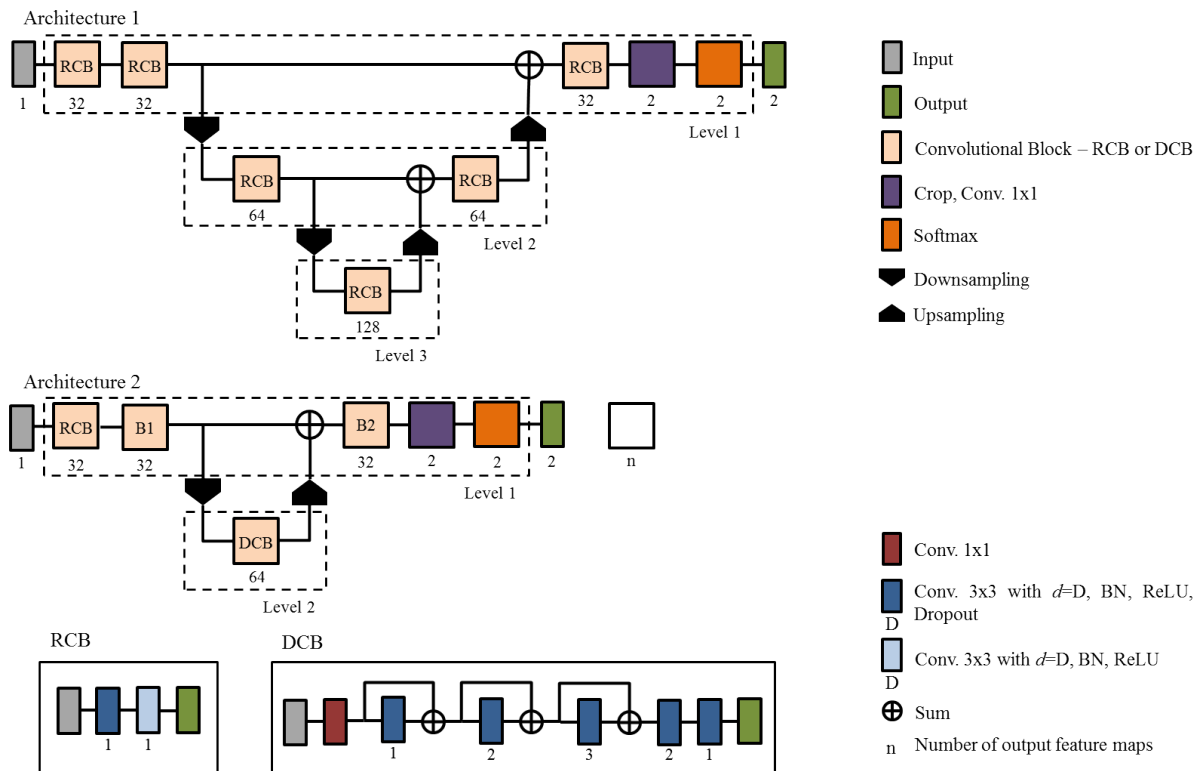 Architecture 1
RCB
RCB
RCB
1
32
32
32
2
2
2
Level 1
RCB
RCB
64
64
Level 2
RCB
128
Level 3
Architecture 2
RCB
B1
B2
1
32
32
32
2
2
2
n
Level 1
DCB
64
Level 2
RCB
1
1
DCB
1
2
3
2
1
Input
Output
Convolutional Block – RCB or DCB
Crop, Conv. 1x1
Softmax
Downsampling
Upsampling
Conv. 1x1
Conv. 3x3 with d=D, BN, ReLU,
Dropout
D
Conv. 3x3 with d=D, BN, ReLU
D
Sum
n Number of output feature maps